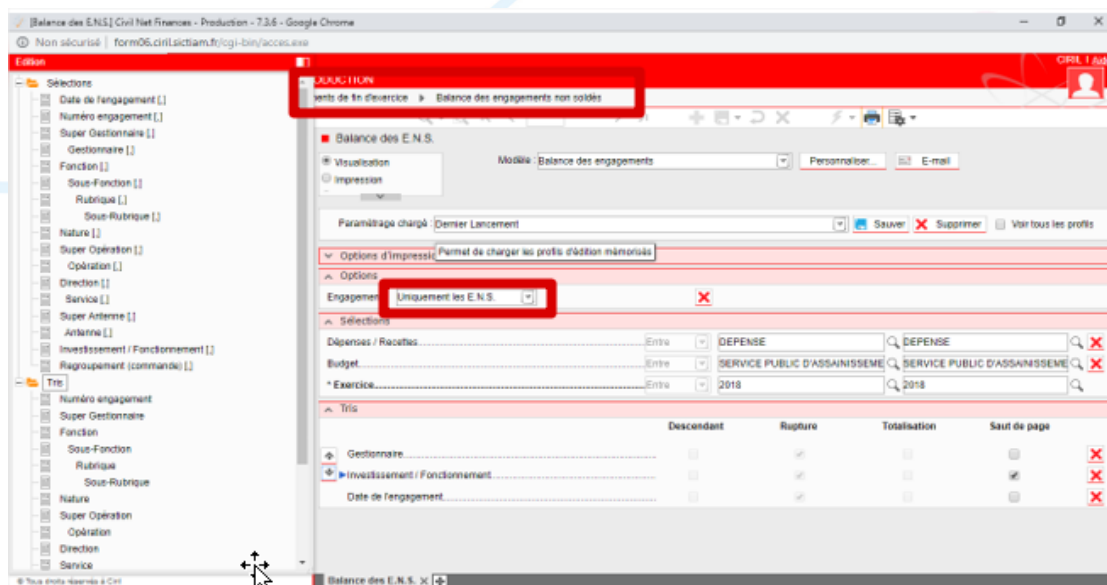 [Balance des E.N.S.] Civil Net Finances - Production - 7.3.6 - Google Chrome
Non sécurisé | form06.ciril.sictiam.fr/cgi-bin/acces.exe
Edition
CIRIL | Adm
Sélections
Date de l'engagement [,]
Numéro engagement [,]
Super Gestionnaire [,]
Gestionnaire [,]
Fonction [,]
Sous-Fonction [,]
Rubrique [,]
Sous-Rubrique [,]
Nature [,]
Super Opération [,]
Opération [,]
Direction [,]
Service [,]
Super Antenne [,]
Antenne [,]
Investissement / Fonctionnement [,]
Regroupement (commande) [,]
Tris
Numéro engagement
Super Gestionnaire
Fonction
Sous-Fonction
Rubrique
Sous-Rubrique
Nature
Super Opération
Opération
Direction
Service
© Tous droits réservés à Ciril
ODUCTION
ments de fin d'exercice Balance des engagements non soldés
Balance des E.N.S.
Visualisation
Impression
Modèle : Balance des engagements Personnaliser... E-mail
Paramétrage chargé : Dernier Lancement Sauver Supprimer Voir tous les profils
Options d'impressio Permet de charger les profils d'édition mémorisés
Options
Engagemen Uniquement les E.N.S.
Sélections
Dépenses / Recettes Entre DEPENSE DEPENSE
Budget Entre SERVICE PUBLIC D'ASSAINISSEME SERVICE PUBLIC D'ASSAINISSEME
* Exercice Entre 2018 2018
Tris
Descendant Rupture Totalisation Saut de page
Gestionnaire
Investissement / Fonctionnement
Date de l'engagement
Balance des E.N.S.